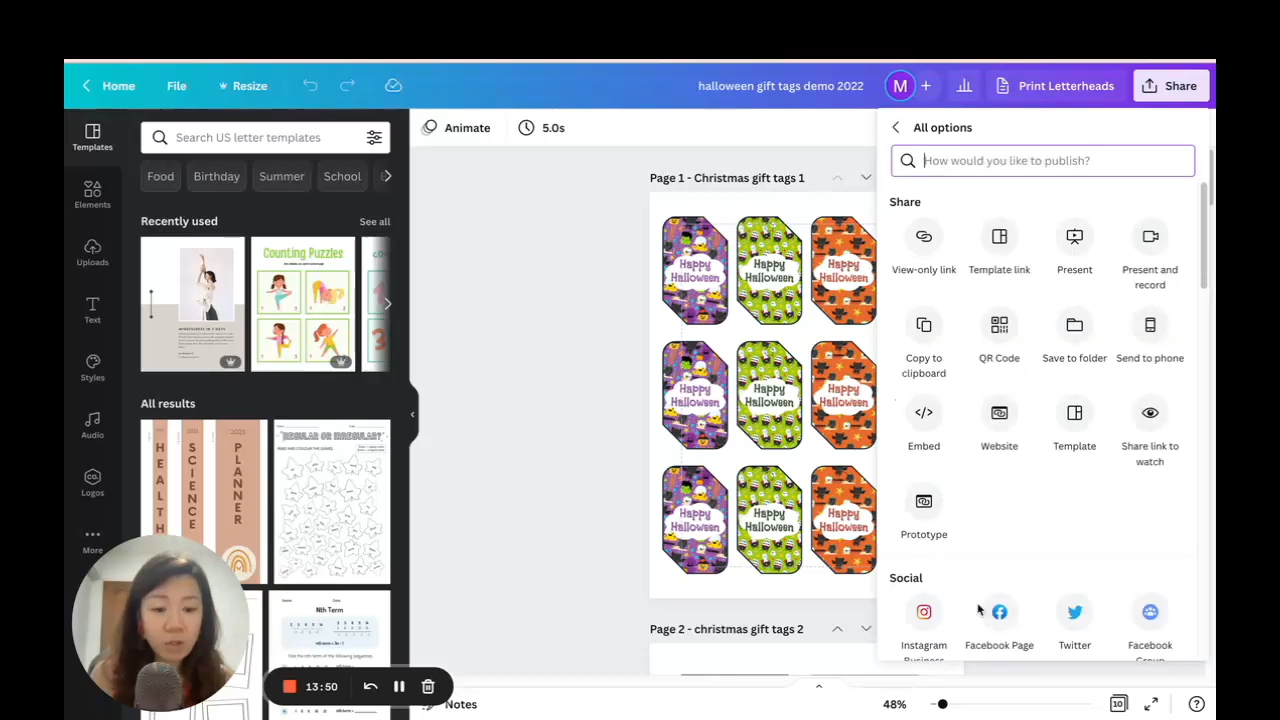 Home
File
Resize
halloween gift tags demo 2022
M
+
Print Letterheads
Share
Templates
Elements
Uploads
Text
Styles
Audio
Logos
More
Search US letter templates
Food
Birthday
Summer
School
Recently used
See all
Counting Puzzles
All results
HEALTH
SCIENCE
PLANNER
REGULAR OR IRREGULAR?
Nth Term
Animate
5.0s
Page 1 - Christmas gift tags 1
Happy
Halloween
Happy
Halloween
Happy
Halloween
Happy
Halloween
Happy
Halloween
Happy
Halloween
Happy
Halloween
Happy
Halloween
Happy
Halloween
Page 2 - christmas gift tags 2
All options
How would you like to publish?
Share
View-only link
Template link
Present
Present and
record
Copy to
clipboard
QR Code
Save to folder
Send to phone
Embed
Website
Template
Share link to
watch
Prototype
Social
Instagram
Business
Facebook Page
Twitter
Facebook
Group
13:50
Notes
48%
10
?